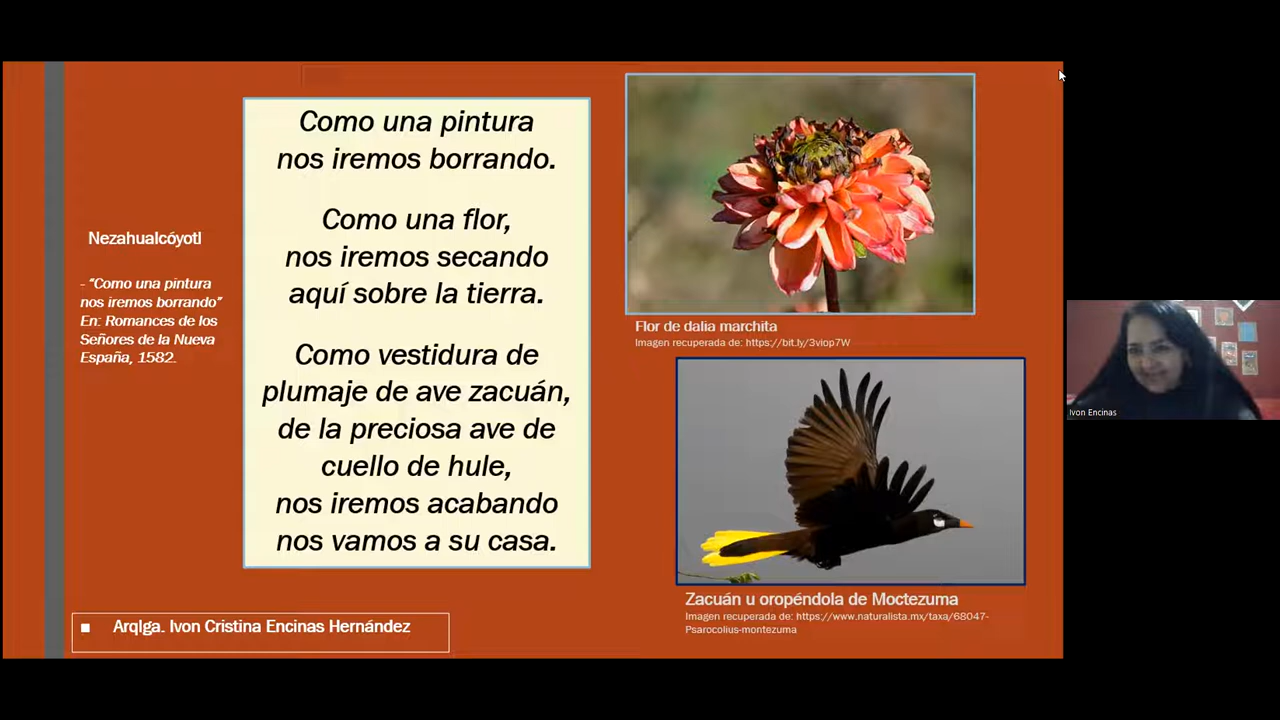 Nezahualcóyotl
- “Como una pintura
nos iremos borrando”
En: Romances de los
Señores de la Nueva
España, 1582.
Como una pintura
nos iremos borrando.
Como una flor,
nos iremos secando
aquí sobre la tierra.
Como vestidura de
plumaje de ave zacuán,
de la preciosa ave de
cuello de hule,
nos iremos acabando
nos vamos a su casa.
Flor de dalia marchita
Imagen recuperada de: https://bit.ly/3viop7W
Zacuán u oropéndola de Moctezuma
Imagen recuperada de: https://www.naturalista.mx/taxa/68047-
Psarocolius-montezuma
Arqlga. Ivon Cristina Encinas Hernández
Ivon Encinas